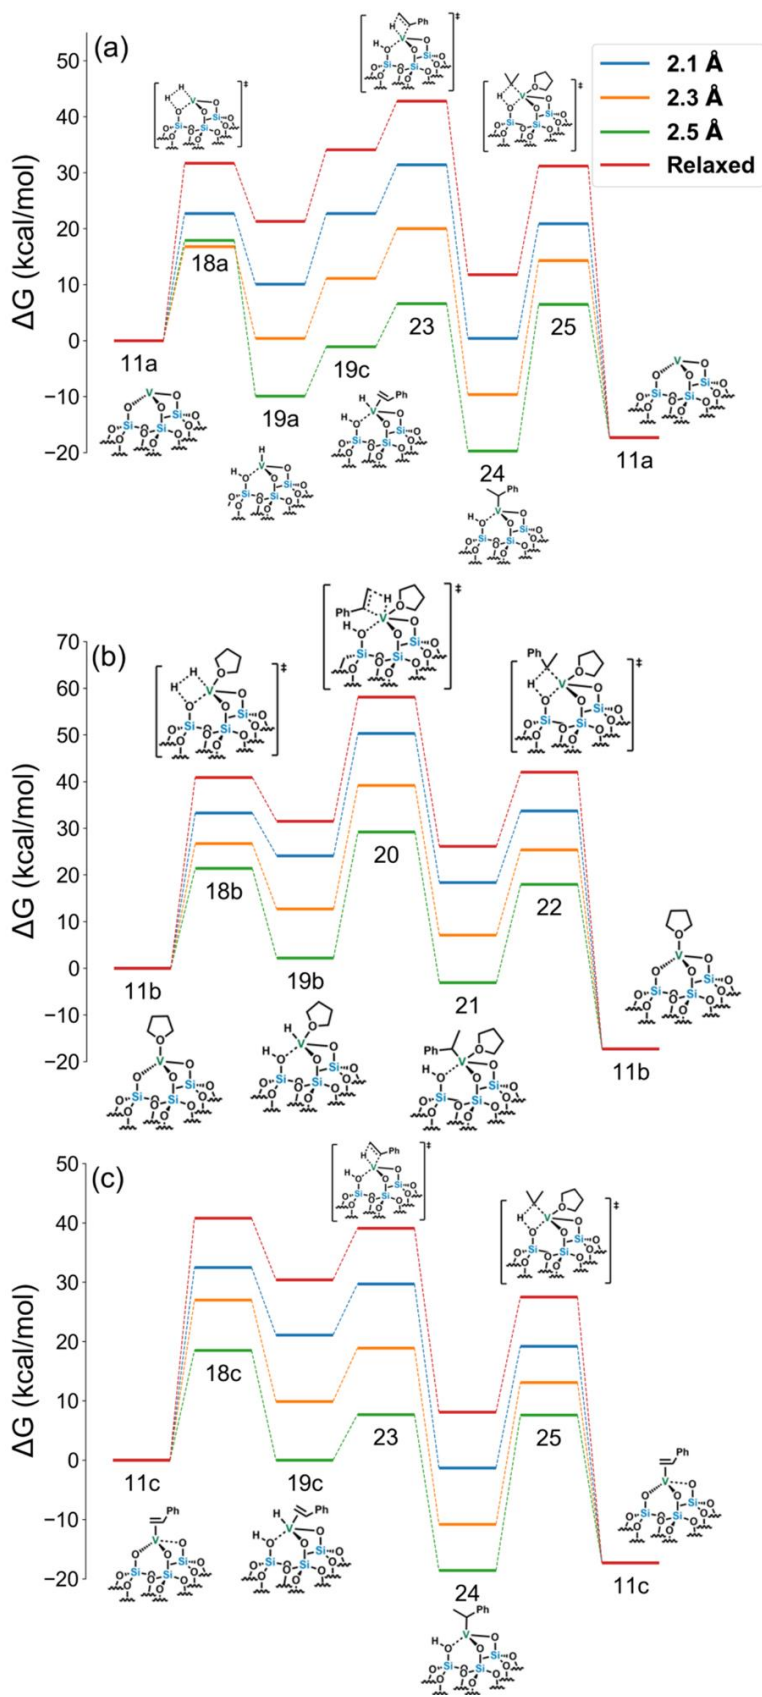 (a)
2.1 Å
2.3 Å
2.5 Å
Relaxed
ΔG (kcal/mol)
50
40
30
20
10
0
−10
−20
11a
18a
19a
19c
23
24
25
11a
(b)
ΔG (kcal/mol)
70
60
50
40
30
20
10
0
−10
−20
11b
18b
19b
20
21
22
11b
(c)
ΔG (kcal/mol)
50
40
30
20
10
0
−10
−20
11c
18c
19c
23
24
25
11c